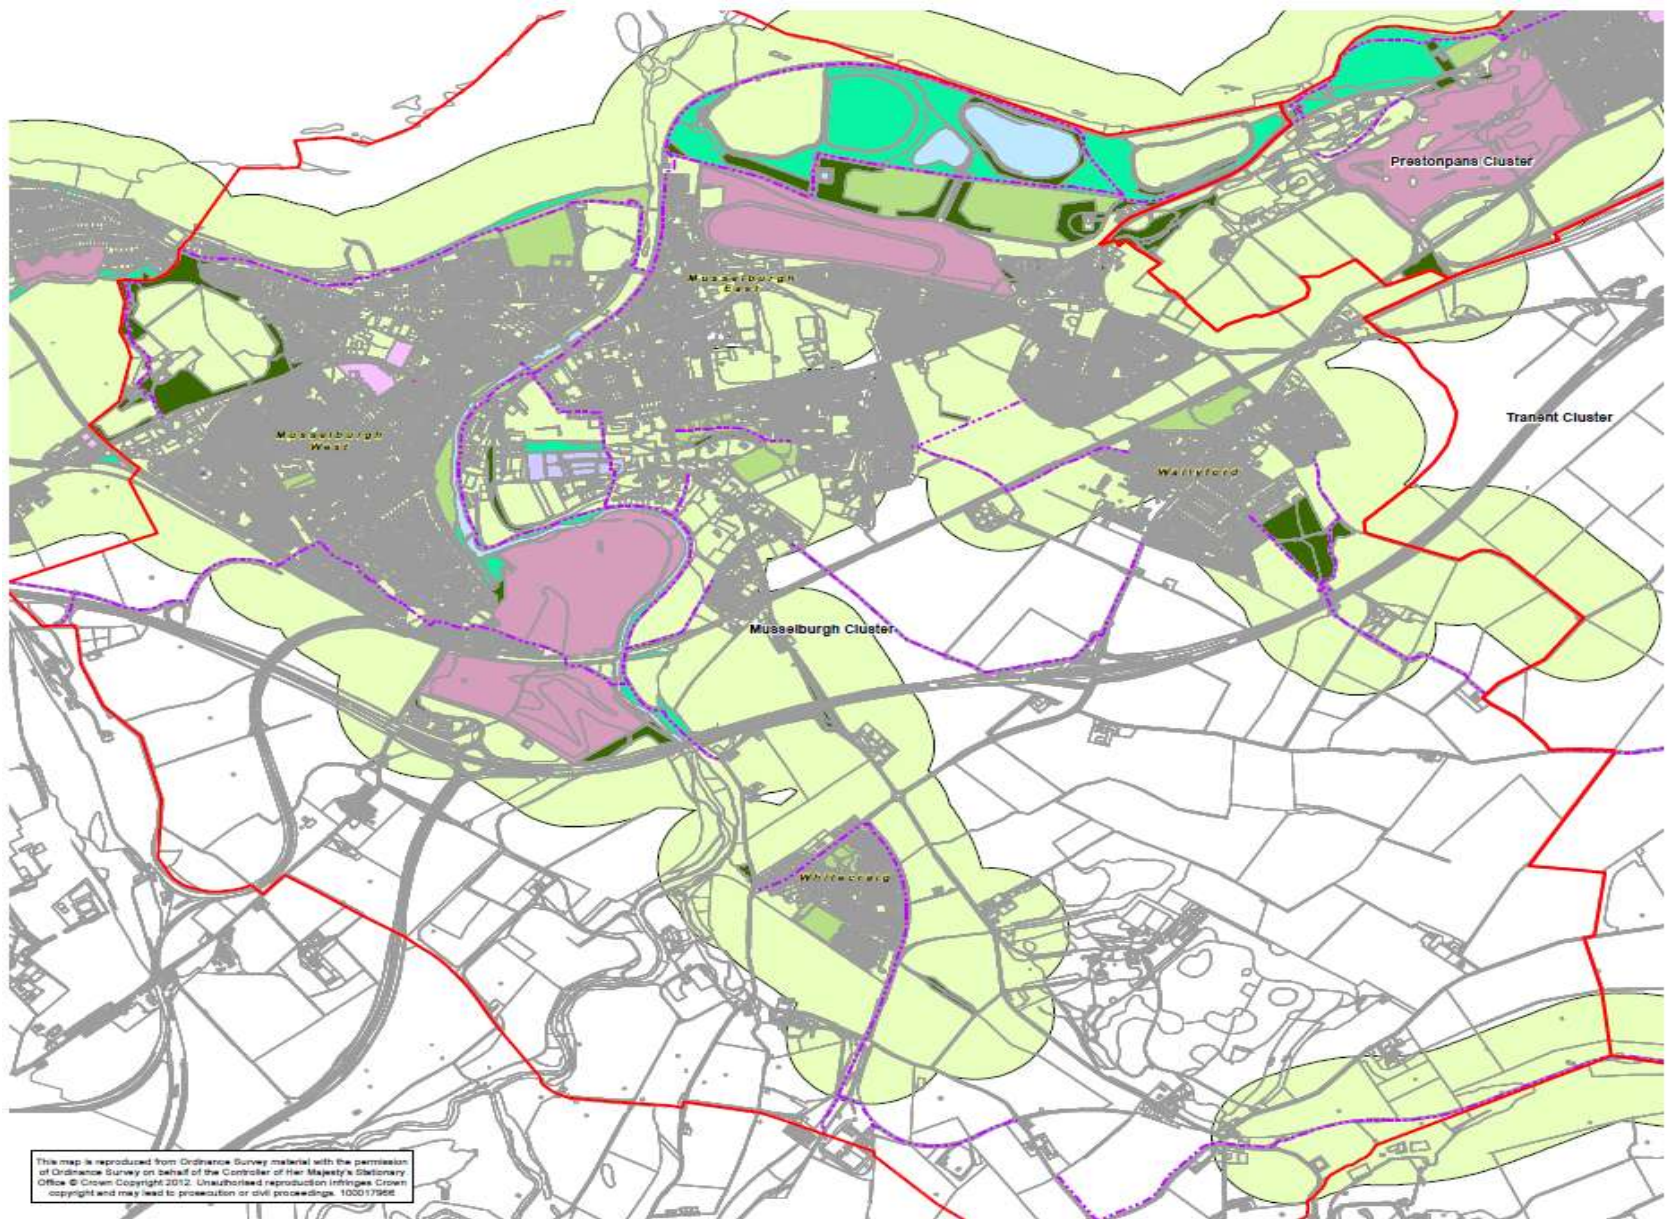 Prestonpans Cluster
Musselburgh
East
Tranent Cluster
Musselburgh
West
Wallyford
Musselburgh Cluster
Whitecraig
This map is reproduced from Ordnance Survey material with the permission
of Ordnance Survey on behalf of the Controller of Her Majesty's Stationary
Office © Crown Copyright 2012. Unauthorised reproduction infringes Crown
copyright and may lead to prosecution or civil proceedings. 100017966